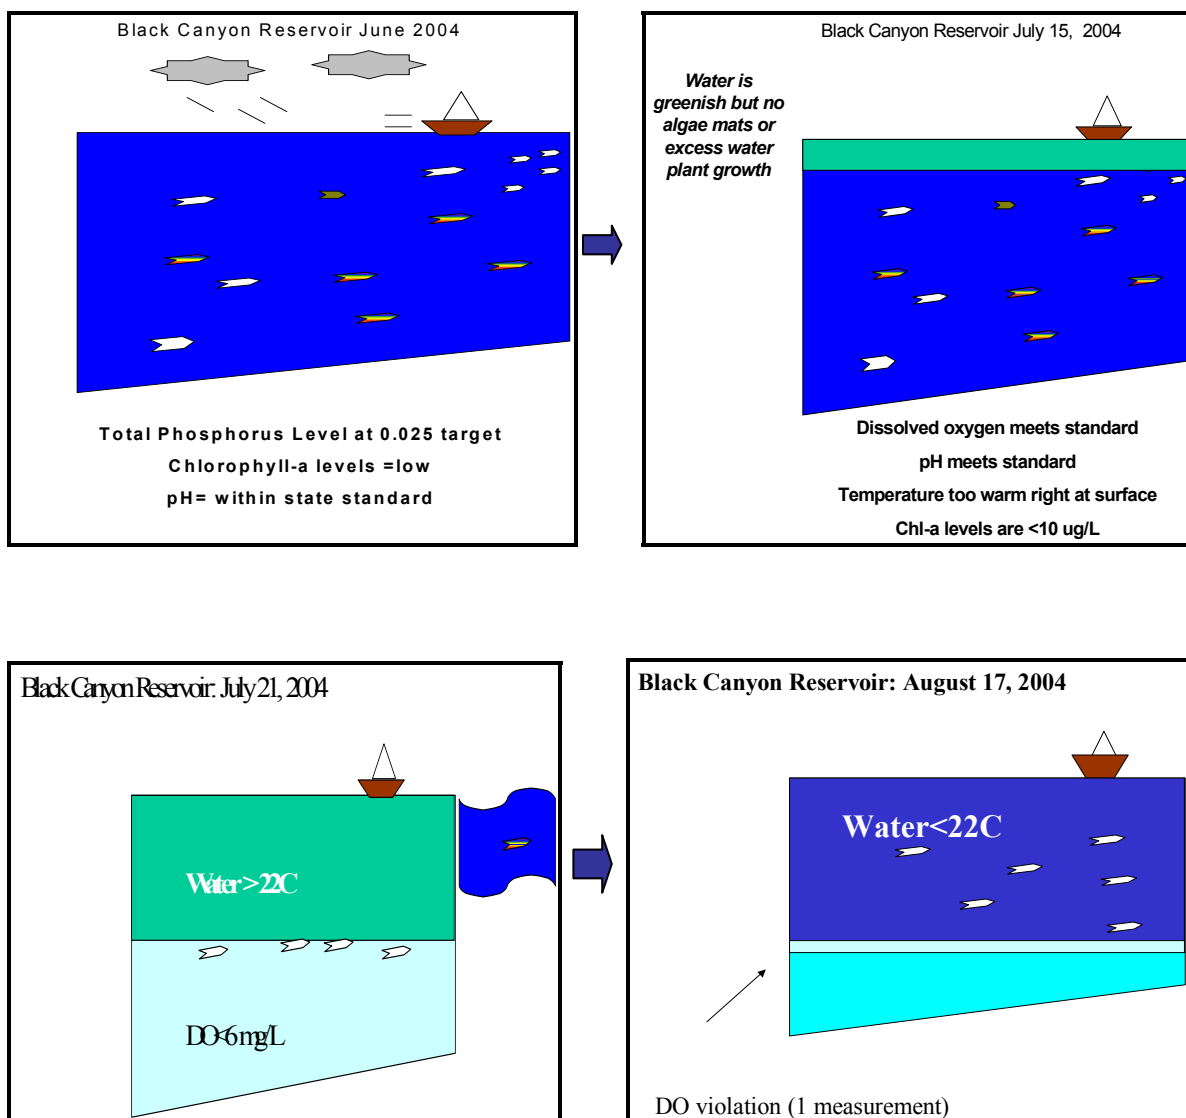 Black Canyon Reservoir June 2004
Total Phosphorus Level at 0.025 target
Chlorophyll-a levels =low
pH= within state standard
Black Canyon Reservoir July 15, 2004
Water is
greenish but no
algae mats or
excess water
plant growth
Dissolved oxygen meets standard
pH meets standard
Temperature too warm right at surface
Chl-a levels are <10 ug/L
Black Canyon Reservoir: July 21, 2004
Water >22C
DO<6 mg/L
Black Canyon Reservoir: August 17, 2004
Water<22C
DO violation (1 measurement)